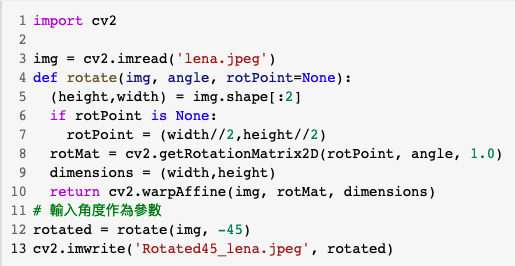 1 import cv2
2
3 img = cv2.imread('lena.jpeg')
4 def rotate(img, angle, rotPoint=None):
5   (height,width) = img.shape[:2]
6   if rotPoint is None:
7     rotPoint = (width//2,height//2)
8   rotMat = cv2.getRotationMatrix2D(rotPoint, angle, 1.0)
9   dimensions = (width,height)
10   return cv2.warpAffine(img, rotMat, dimensions)
11 # 輸入角度作為參數
12 rotated = rotate(img, -45)
13 cv2.imwrite('Rotated45_lena.jpeg', rotated)